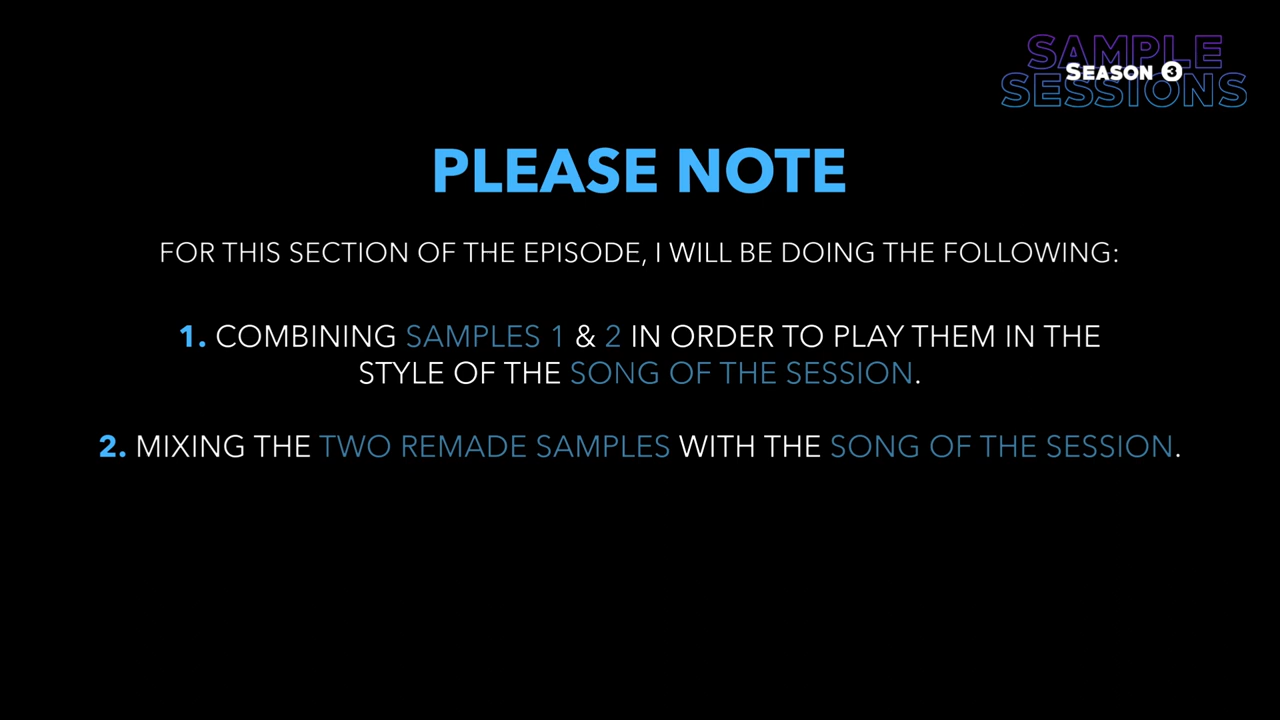 SAMPLE
SEASON 3
SESSIONS
PLEASE NOTE
FOR THIS SECTION OF THE EPISODE, I WILL BE DOING THE FOLLOWING:
1. COMBINING SAMPLES 1 & 2 IN ORDER TO PLAY THEM IN THE
STYLE OF THE SONG OF THE SESSION.
2. MIXING THE TWO REMADE SAMPLES WITH THE SONG OF THE SESSION.